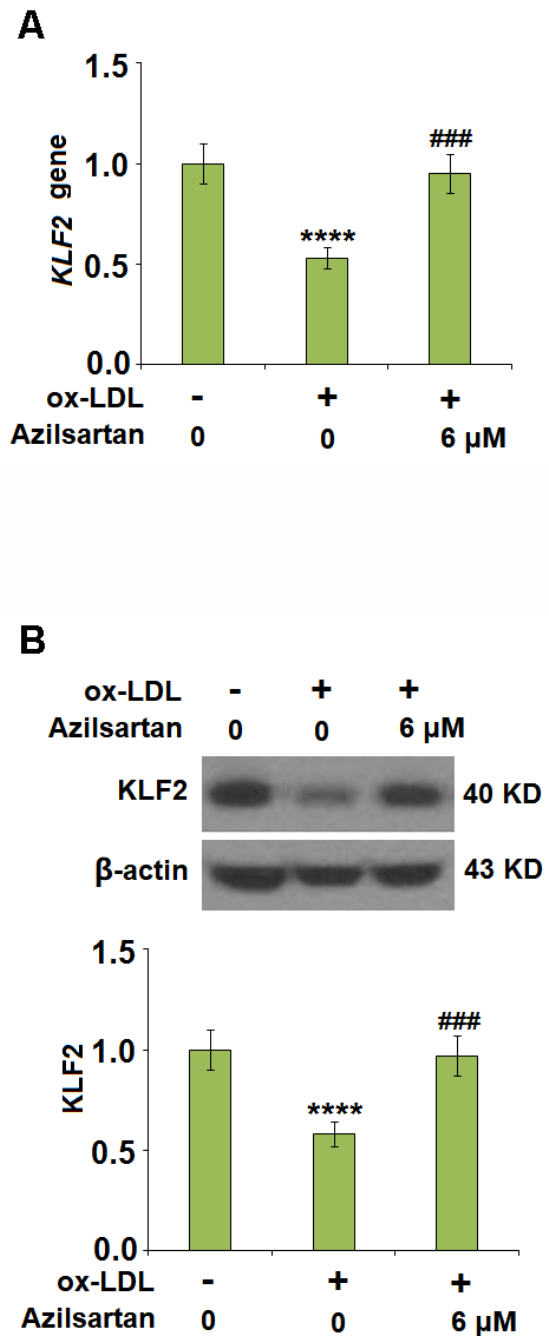 A
1.5
1.0
0.5
0.0
KLF2 gene
****
###
ox-LDL - + +
Azilsartan 0 0 6 µM
B
ox-LDL - + +
Azilsartan 0 0 6 µM
KLF2 40 KD
β-actin 43 KD
1.5
1.0
0.5
0.0
KLF2
****
###
ox-LDL - + +
Azilsartan 0 0 6 µM